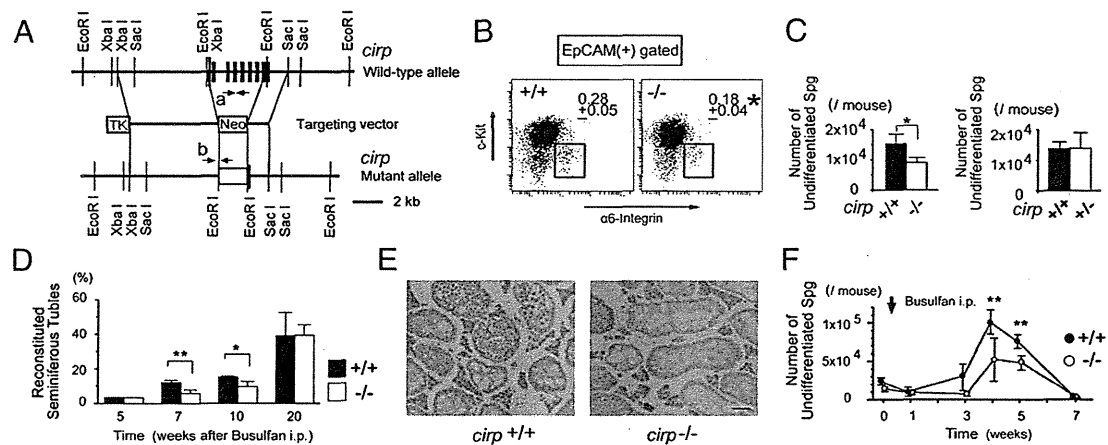 A
EcoR I
Xba I
Xba I
Sac I
EcoR I
Xba I
EcoR I
Sac I
Sac I
EcoR I
cirp
Wild-type allele
a
TK
Neo
Targeting vector
b
cirp
Mutant allele
2 kb
EcoR I
Xba I
Xba I
Sac I
EcoR I
EcoR I
Sac I
Sac I
EcoR I
B
EpCAM(+) gated
+/+
0.28
+0.05
-/-
0.18 *
+0.04
c-Kit
α6-Integrin
C
Number of
Undifferentiated Spg
(/ mouse)
2x10⁴
1x10⁴
0
*
cirp +/+ -/-
Number of
Undifferentiated Spg
(/ mouse)
2x10⁴
1x10⁴
0
cirp +/+ +/-
D
(%)
Reconstituted
Seminiferous Tubles
60
40
20
0
**
*
+/+
-/-
5 7 10 20
Time (weeks after Busulfan i.p.)
E
cirp +/+
cirp -/-
F
Number of
Undifferentiated Spg
(/ mouse)
Busulfan i.p.
1x10⁵
5x10⁴
0
**
**
+/+
-/-
0 1 3 5 7
Time (weeks)